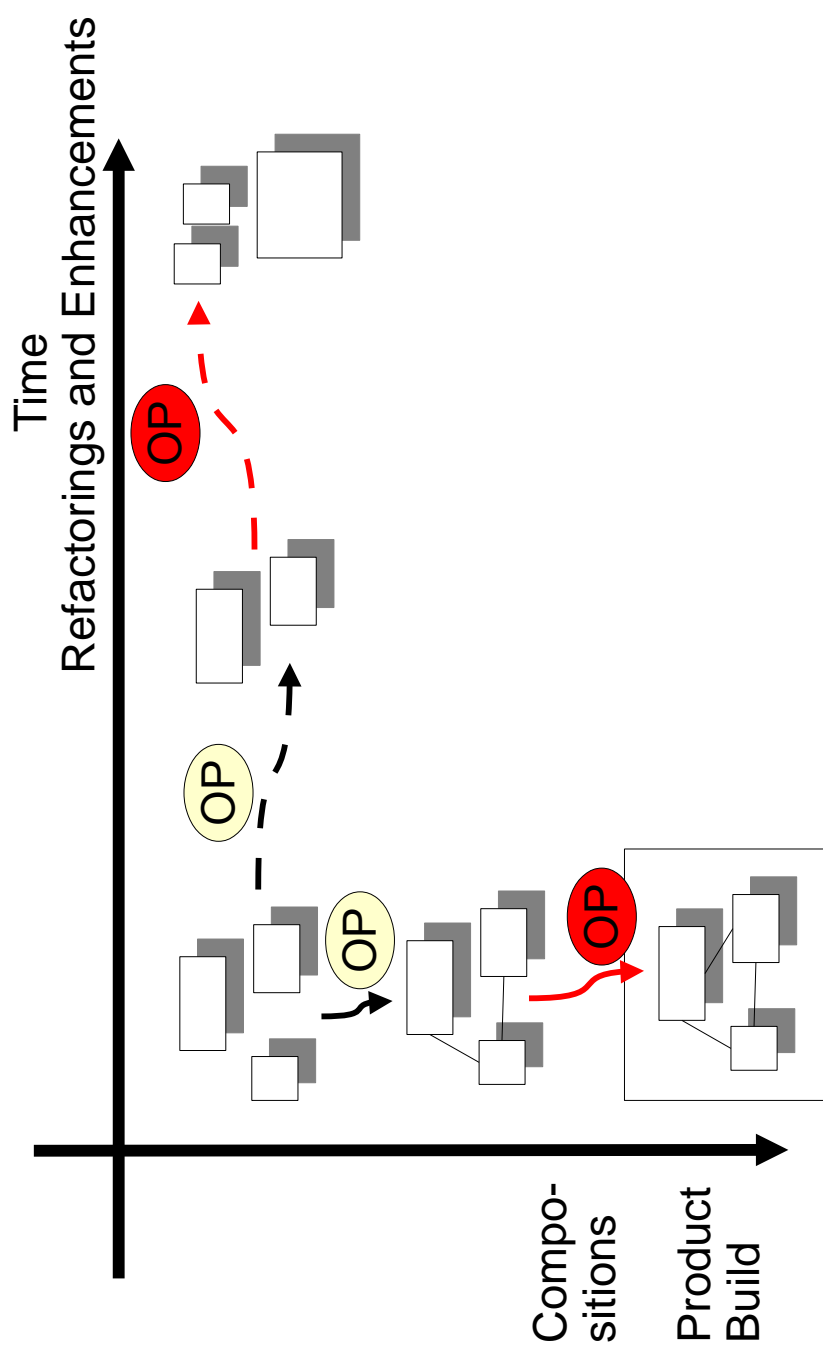 Time
Refactorings and Enhancements
OP
OP
OP
OP
Compo-
sitions
Product
Build